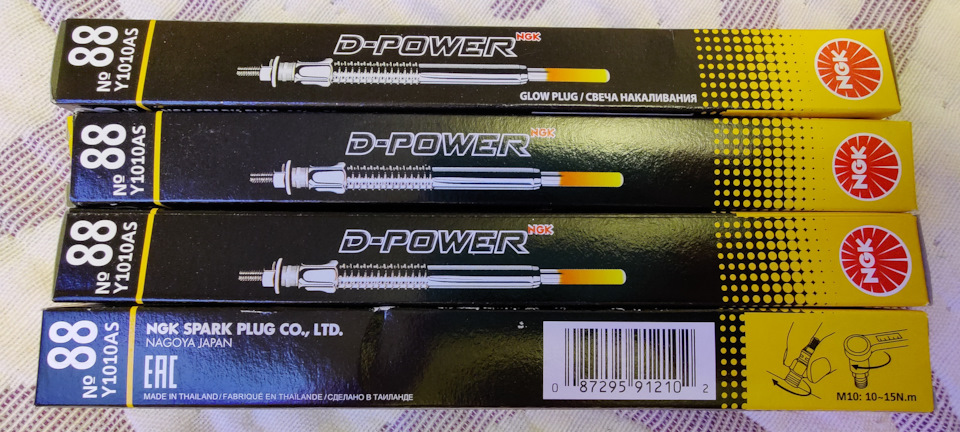 № 88
Y1010AS
D-POWER NGK
GLOW PLUG / СВЕЧА НАКАЛИВАНИЯ
NGK
№ 88
Y1010AS
D-POWER NGK
NGK
№ 88
Y1010AS
D-POWER NGK
NGK
№ 88
Y1010AS
NGK SPARK PLUG CO., LTD.
NAGOYA JAPAN
EAC
MADE IN THAILAND / FABRIQUÉ EN THAÏLANDE / СДЕЛАНО В ТАИЛАНДЕ
0 87295 91210 2
M10: 10~15N.m